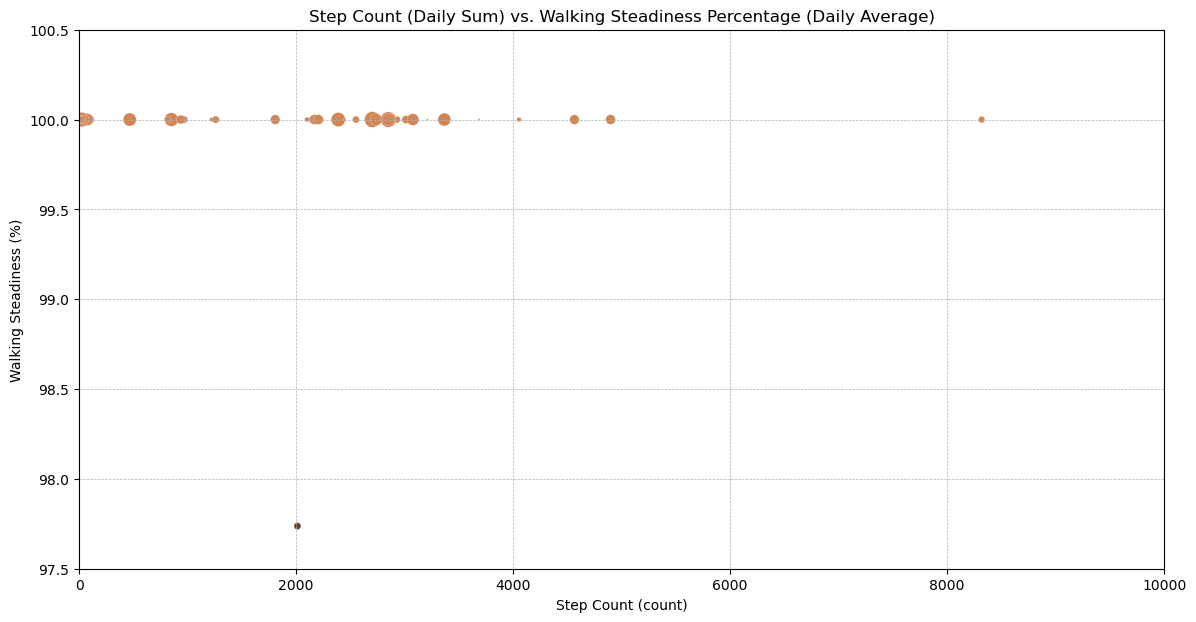 Step Count (Daily Sum) vs. Walking Steadiness Percentage (Daily Average)
100.5
100.0
99.5
99.0
98.5
98.0
97.5
Walking Steadiness (%)
0 2000 4000 6000 8000 10000
Step Count (count)